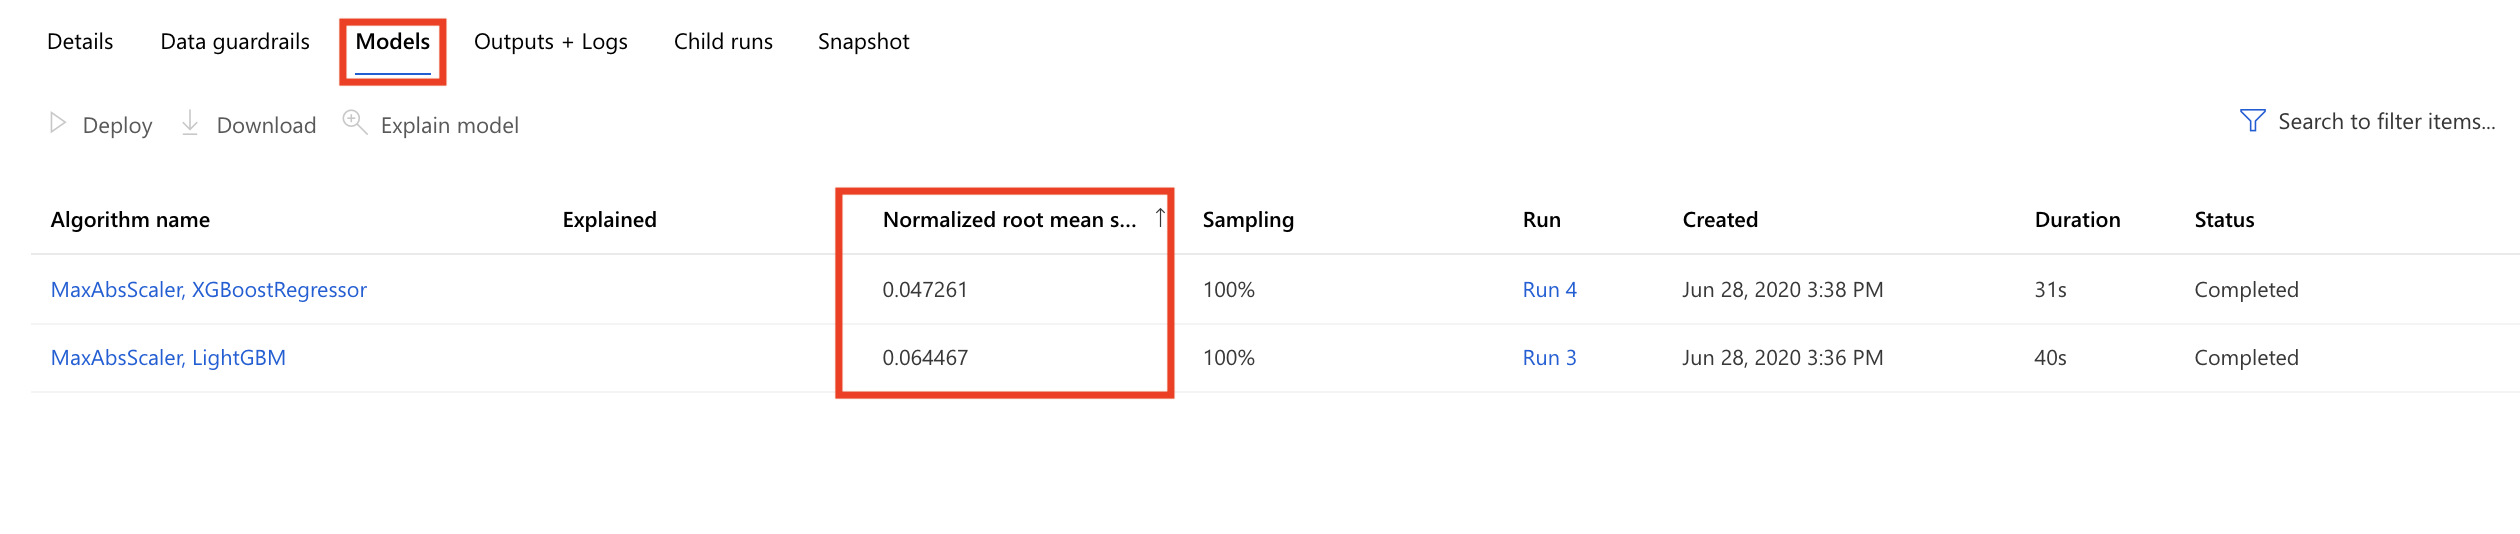 Details Data guardrails Models Outputs + Logs Child runs Snapshot
Deploy Download Explain model Search to filter items...
Algorithm name Explained Normalized root mean s... ↑ Sampling Run Created Duration Status
MaxAbsScaler, XGBoostRegressor 0.047261 100% Run 4 Jun 28, 2020 3:38 PM 31s Completed
MaxAbsScaler, LightGBM 0.064467 100% Run 3 Jun 28, 2020 3:36 PM 40s Completed